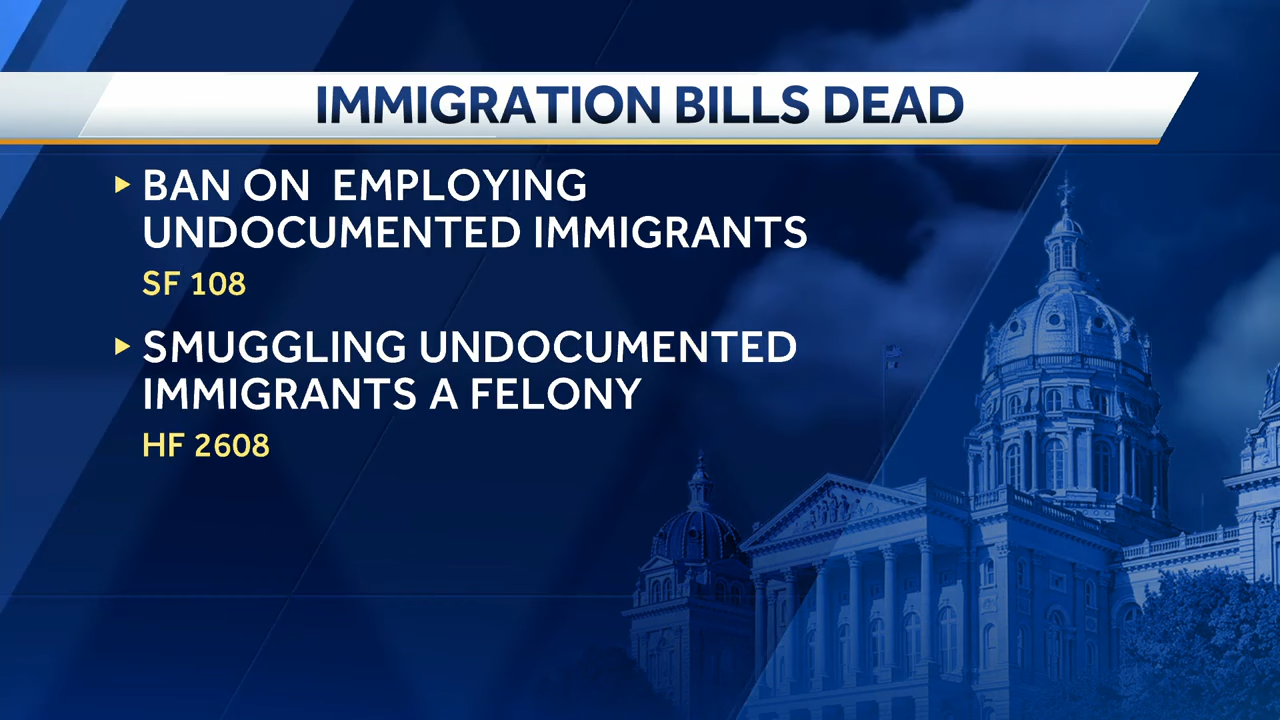 IMMIGRATION BILLS DEAD
BAN ON EMPLOYING
UNDOCUMENTED IMMIGRANTS
SF 108
SMUGGLING UNDOCUMENTED
IMMIGRANTS A FELONY
HF 2608